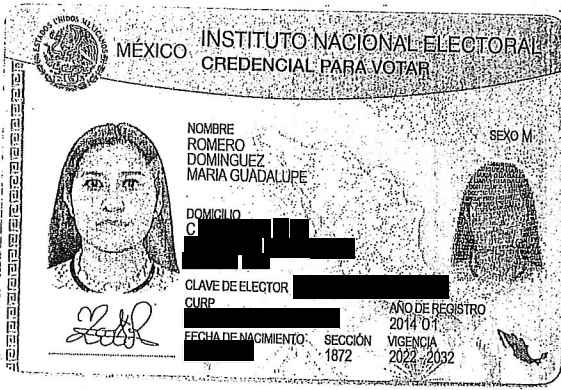 ESTADOS UNIDOS MEXICANOS
MÉXICO INSTITUTO NACIONAL ELECTORAL
CREDENCIAL PARA VOTAR
NOMBRE
ROMERO
DOMINGUEZ
MARIA GUADALUPE
SEXO M
DOMICILIO
C
CLAVE DE ELECTOR
CURP
AÑO DE REGISTRO
2014 01
FECHA DE NACIMIENTO
SECCIÓN
1872
VIGENCIA
2022 - 2032